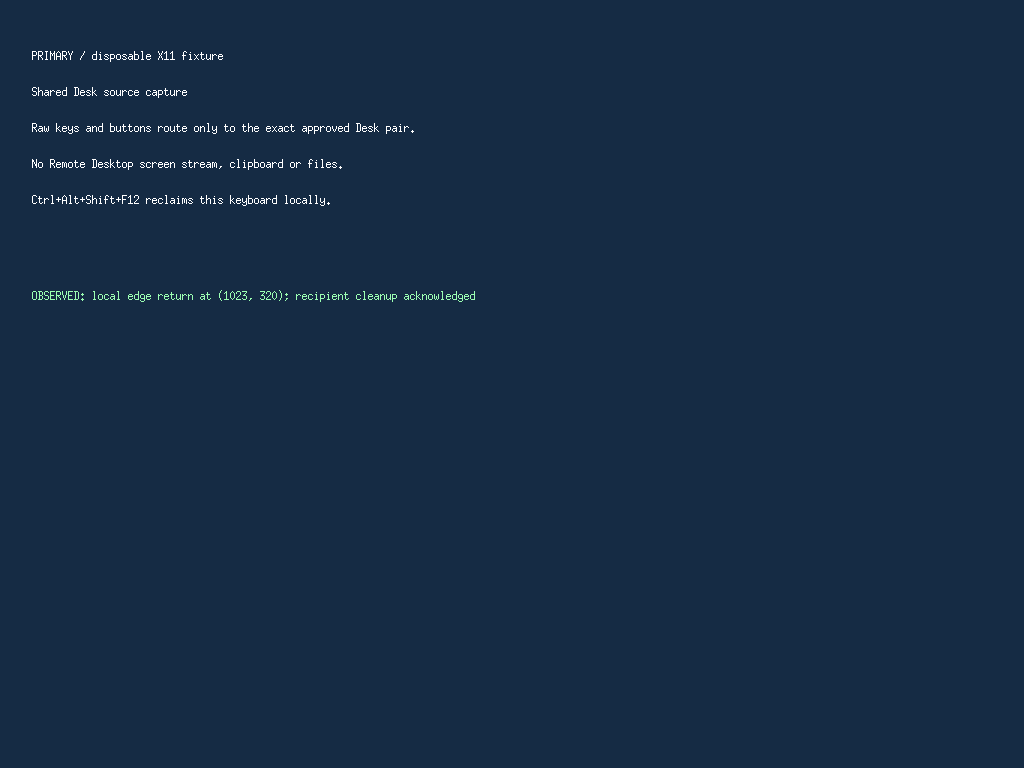 PRIMARY / disposable X11 fixture
Shared Desk source capture
Raw keys and buttons route only to the exact approved Desk pair.
No Remote Desktop screen stream, clipboard or files.
Ctrl+Alt+Shift+F12 reclaims this keyboard locally.
OBSERVED: local edge return at (1023, 320); recipient cleanup acknowledged